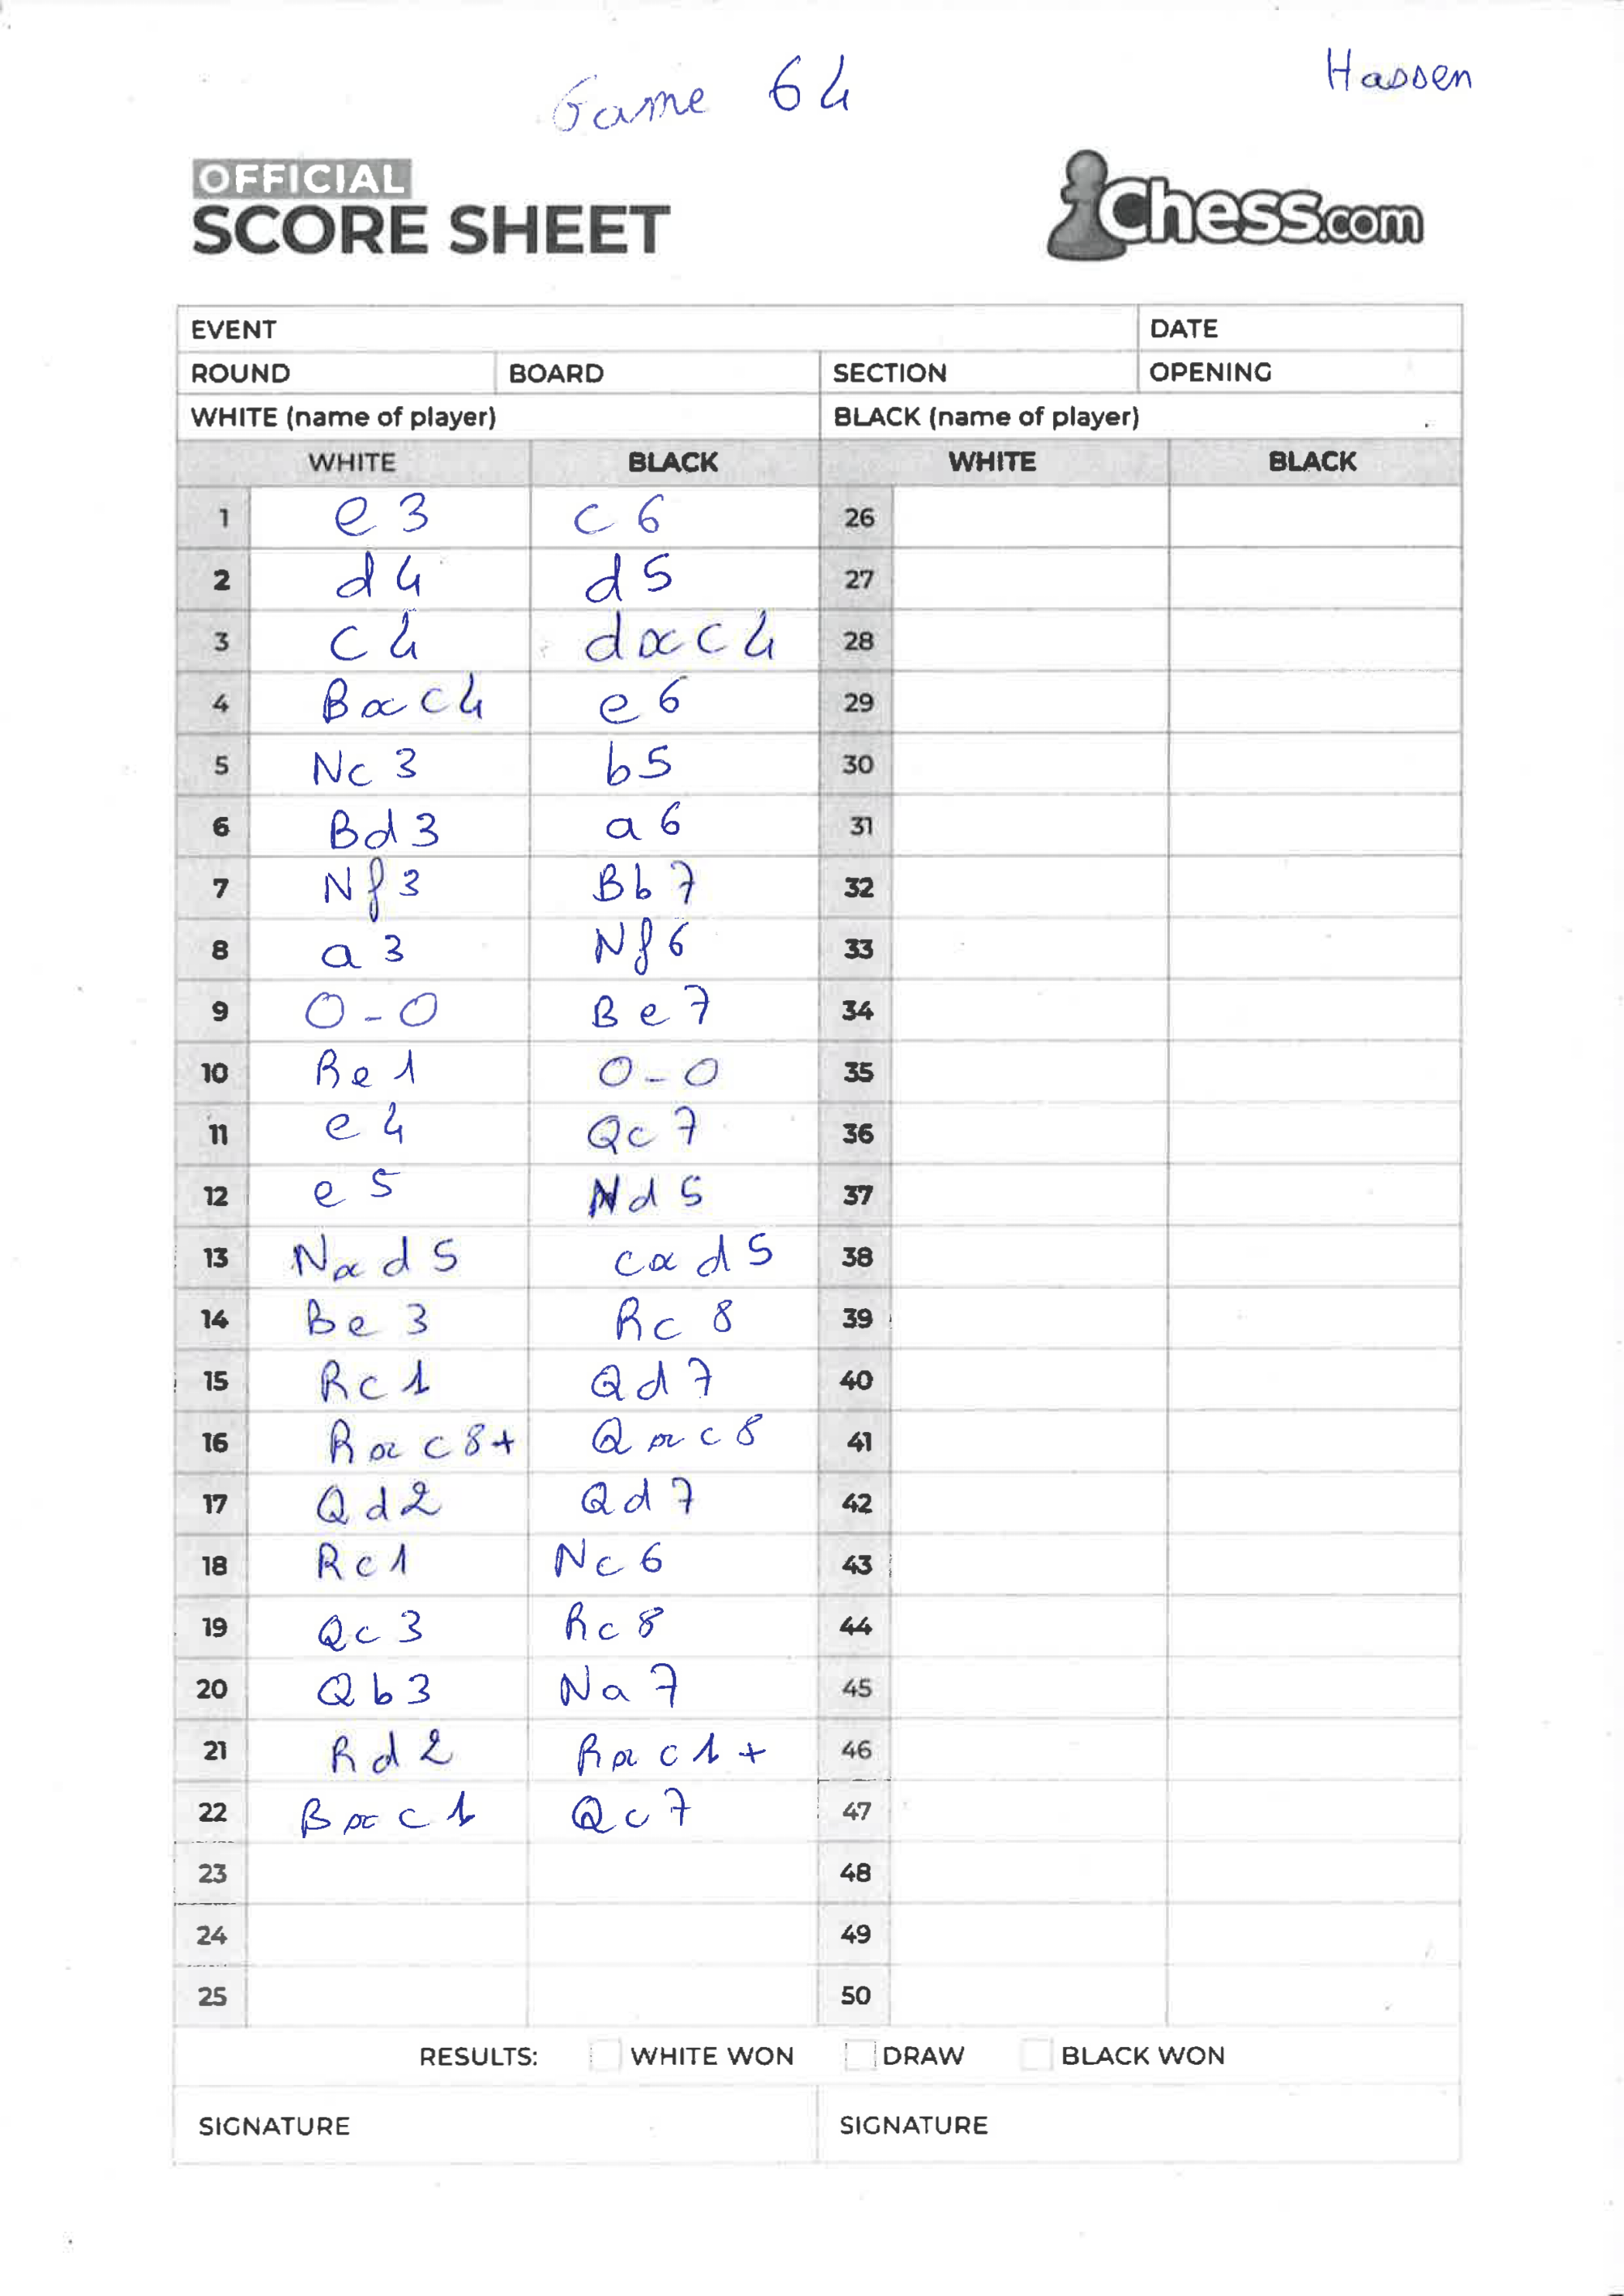 Game 64
Hassen
OFFICIAL
SCORE SHEET
Chess.com
EVENT DATE
ROUND BOARD SECTION OPENING
WHITE (name of player) BLACK (name of player)
WHITE BLACK WHITE BLACK
1 e3 c6 26
2 d4 d5 27
3 c4 dxc4 28
4 Bxc4 e6 29
5 Nc3 b5 30
6 Bd3 a6 31
7 Nf3 Bb7 32
8 a3 Nf6 33
9 O-O Be7 34
10 Re1 O-O 35
11 e4 Qc7 36
12 e5 Nd5 37
13 Nxd5 cxd5 38
14 Be3 Rc8 39
15 Rc1 Qd7 40
16 Rxc8+ Qxc8 41
17 Qd2 Qd7 42
18 Rc1 Nc6 43
19 Qc3 Rc8 44
20 Qb3 Na7 45
21 Rd2 Rxc1+ 46
22 Bxc1 Qc7 47
23 48
24 49
25 50
RESULTS: WHITE WON DRAW BLACK WON
SIGNATURE SIGNATURE